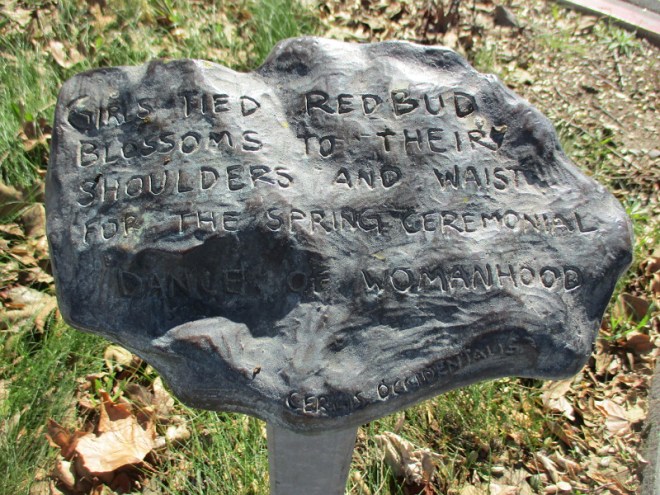 GIRLS TIED REDBUD
BLOSSOMS TO THEIR
SHOULDERS AND WAIST
FOR THE SPRING CEREMONIAL
DANCE OF WOMANHOOD
CERCIS OCCIDENTALIS